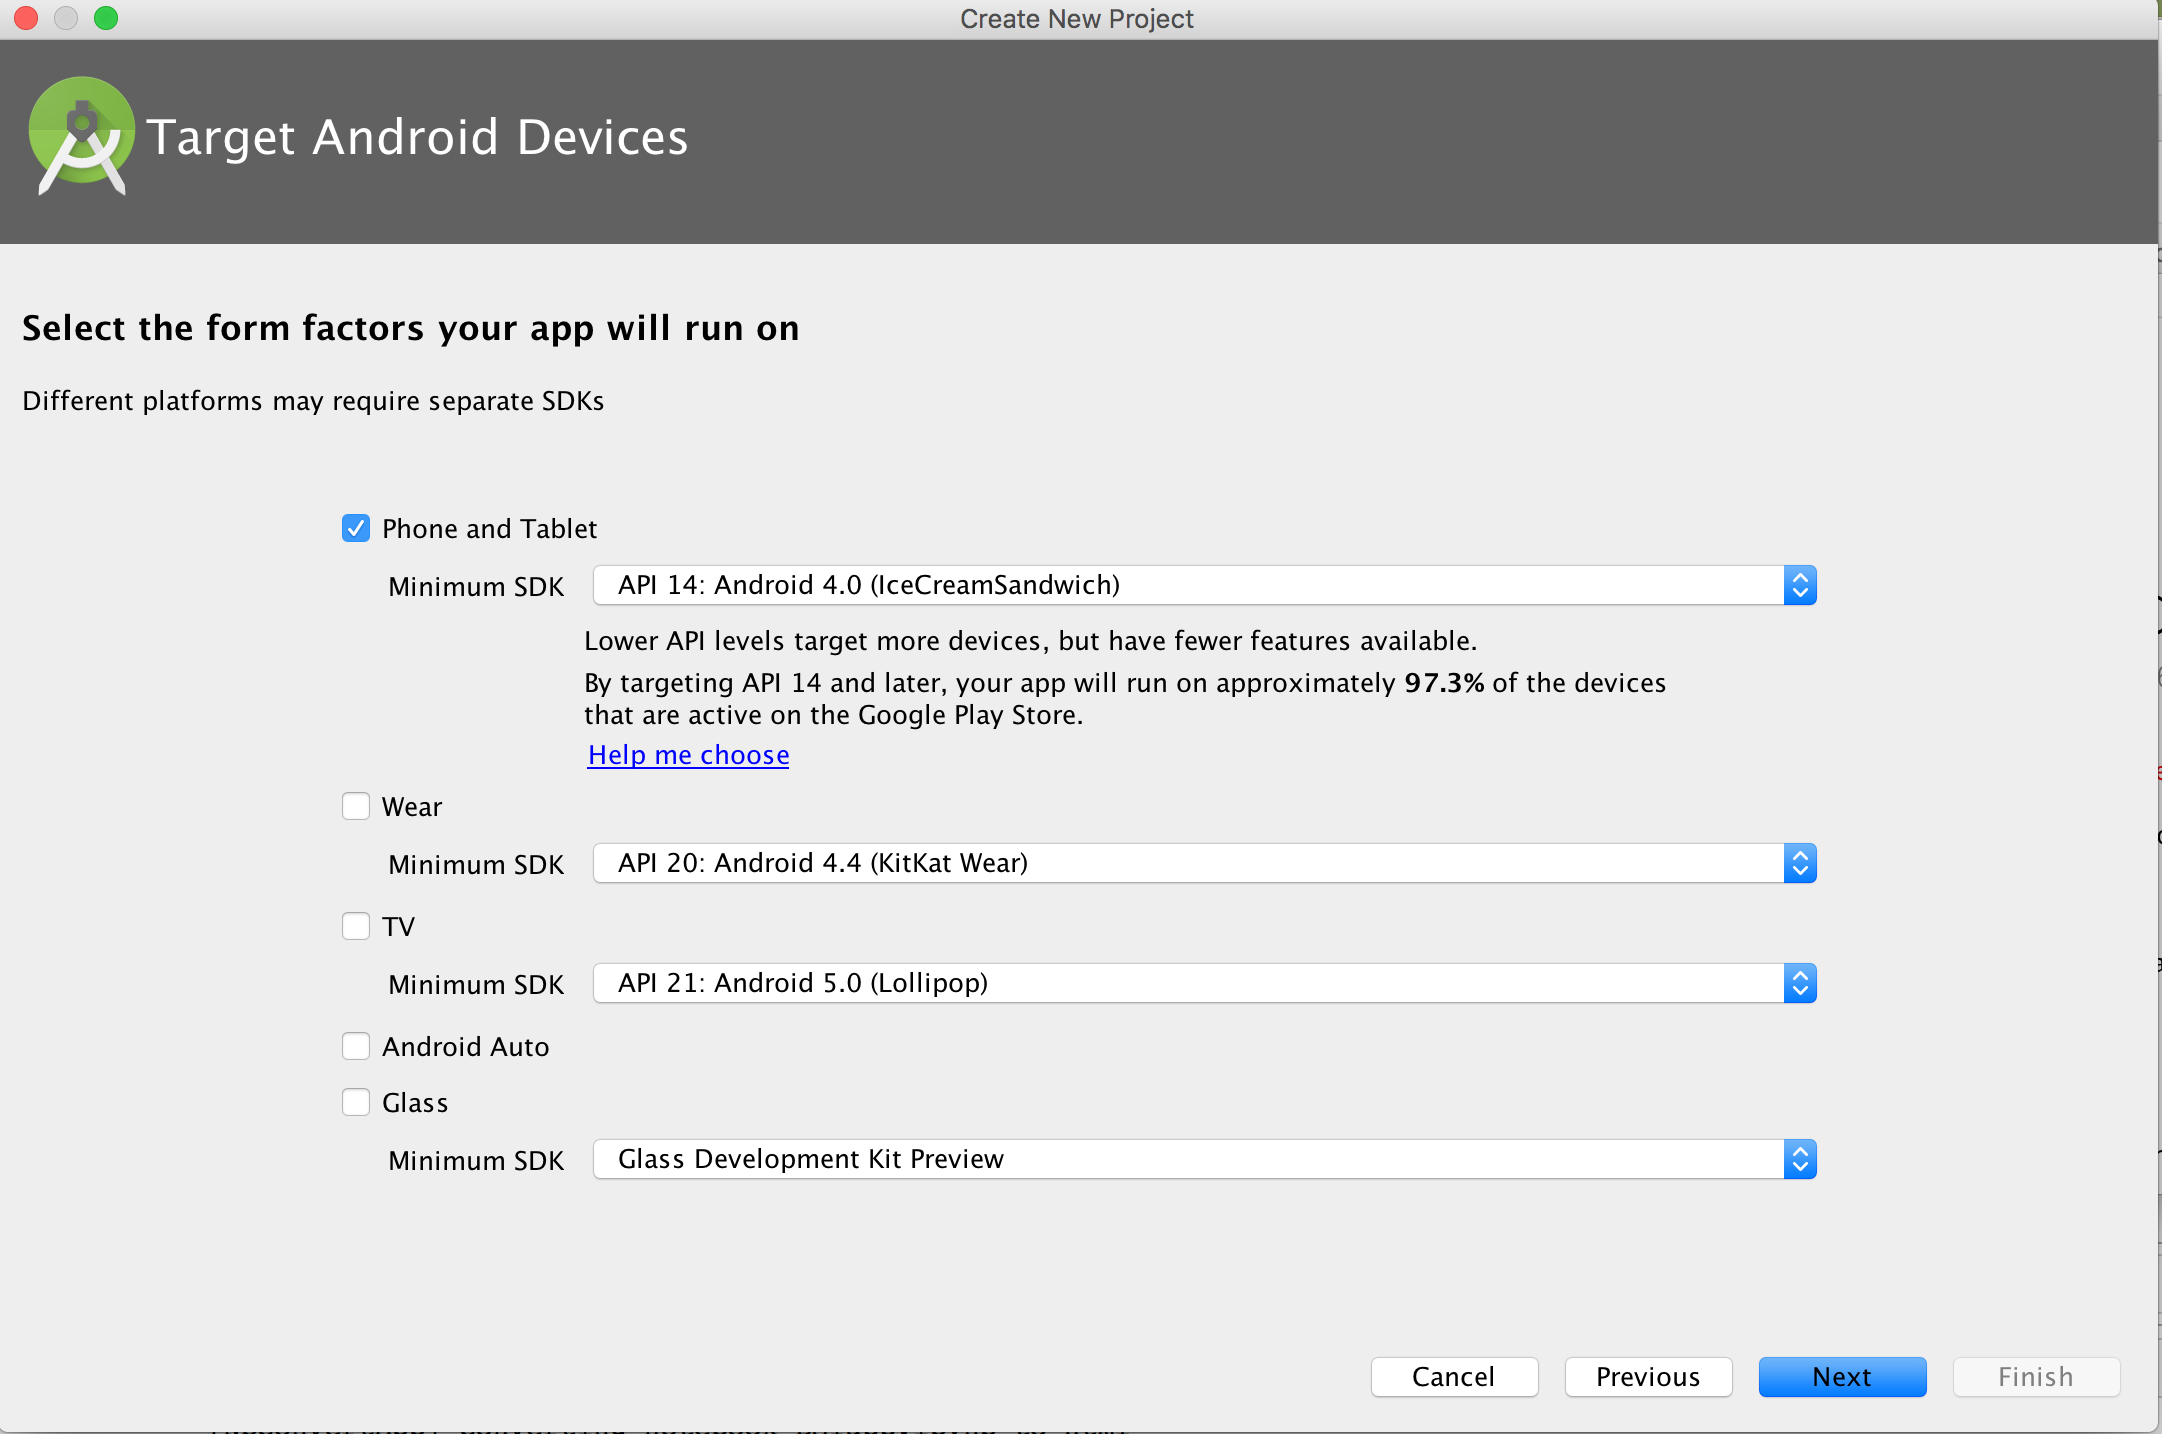 Create New Project
Target Android Devices
Select the form factors your app will run on
Different platforms may require separate SDKs
Phone and Tablet
Minimum SDK API 14: Android 4.0 (IceCreamSandwich)
Lower API levels target more devices, but have fewer features available.
By targeting API 14 and later, your app will run on approximately 97.3% of the devices
that are active on the Google Play Store.
Help me choose
Wear
Minimum SDK API 20: Android 4.4 (KitKat Wear)
TV
Minimum SDK API 21: Android 5.0 (Lollipop)
Android Auto
Glass
Minimum SDK Glass Development Kit Preview
Cancel Previous Next Finish